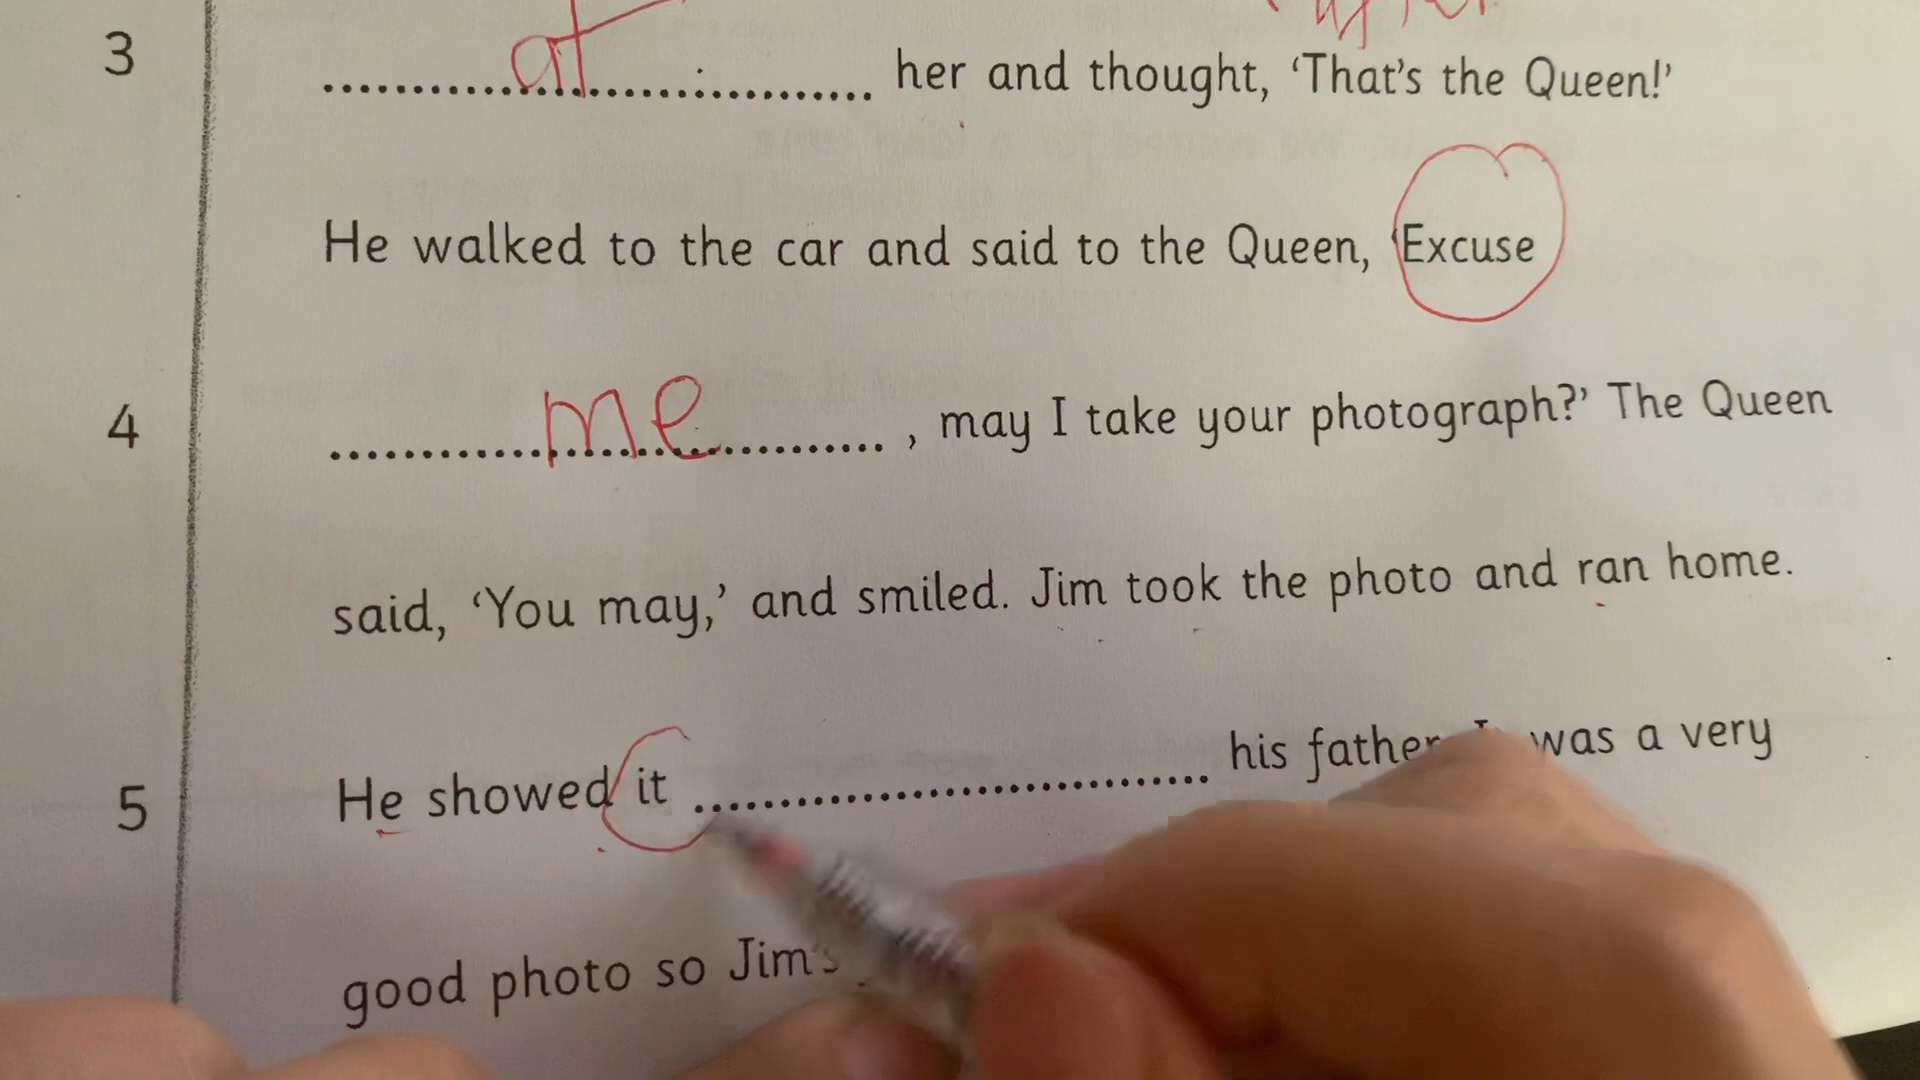 3 ........at........ her and thought, ‘That’s the Queen!’
He walked to the car and said to the Queen, ‘Excuse
4 ........me........ , may I take your photograph?’ The Queen
said, ‘You may,’ and smiled. Jim took the photo and ran home.
5 He showed it ................ his father was a very
good photo so Jim's